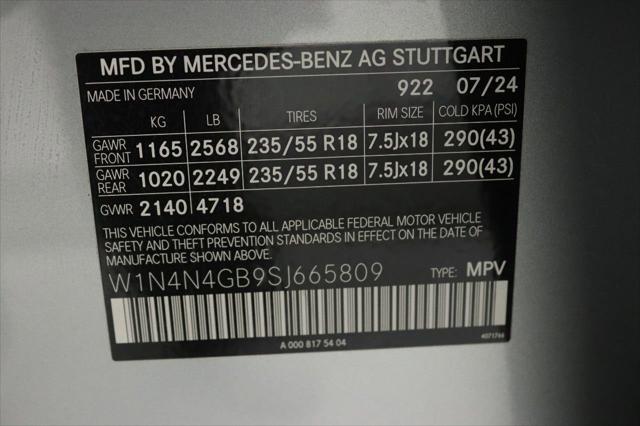 MFD BY MERCEDES-BENZ AG STUTTGART
MADE IN GERMANY 922 07/24
KG LB TIRES RIM SIZE COLD KPA (PSI)
GAWR FRONT 1165 2568 235/55 R18 7.5Jx18 290(43)
GAWR REAR 1020 2249 235/55 R18 7.5Jx18 290(43)
GVWR 2140 4718
THIS VEHICLE CONFORMS TO ALL APPLICABLE FEDERAL MOTOR VEHICLE
SAFETY AND THEFT PREVENTION STANDARDS IN EFFECT ON THE DATE OF
MANUFACTURE SHOWN ABOVE.
W1N4N4GB9SJ665809 TYPE: MPV
A 000 817 54 04 4071766